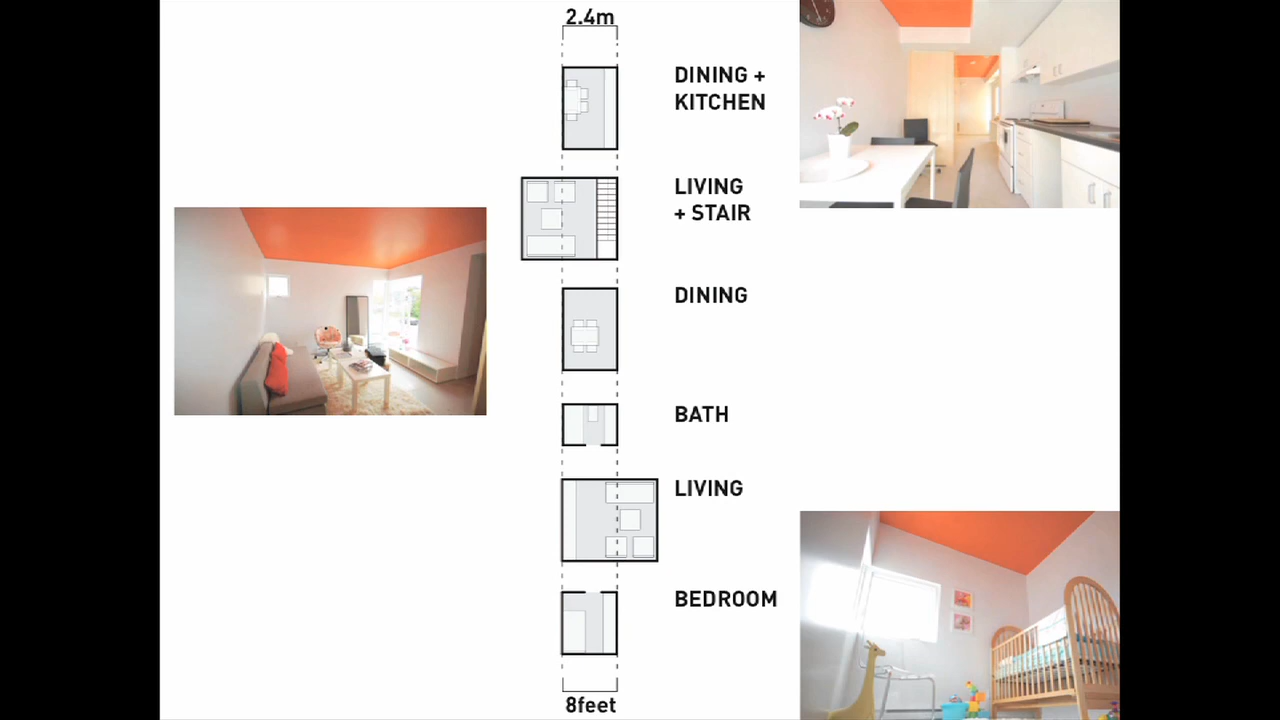 2.4m
DINING +
KITCHEN
LIVING
+ STAIR
DINING
BATH
LIVING
BEDROOM
8feet